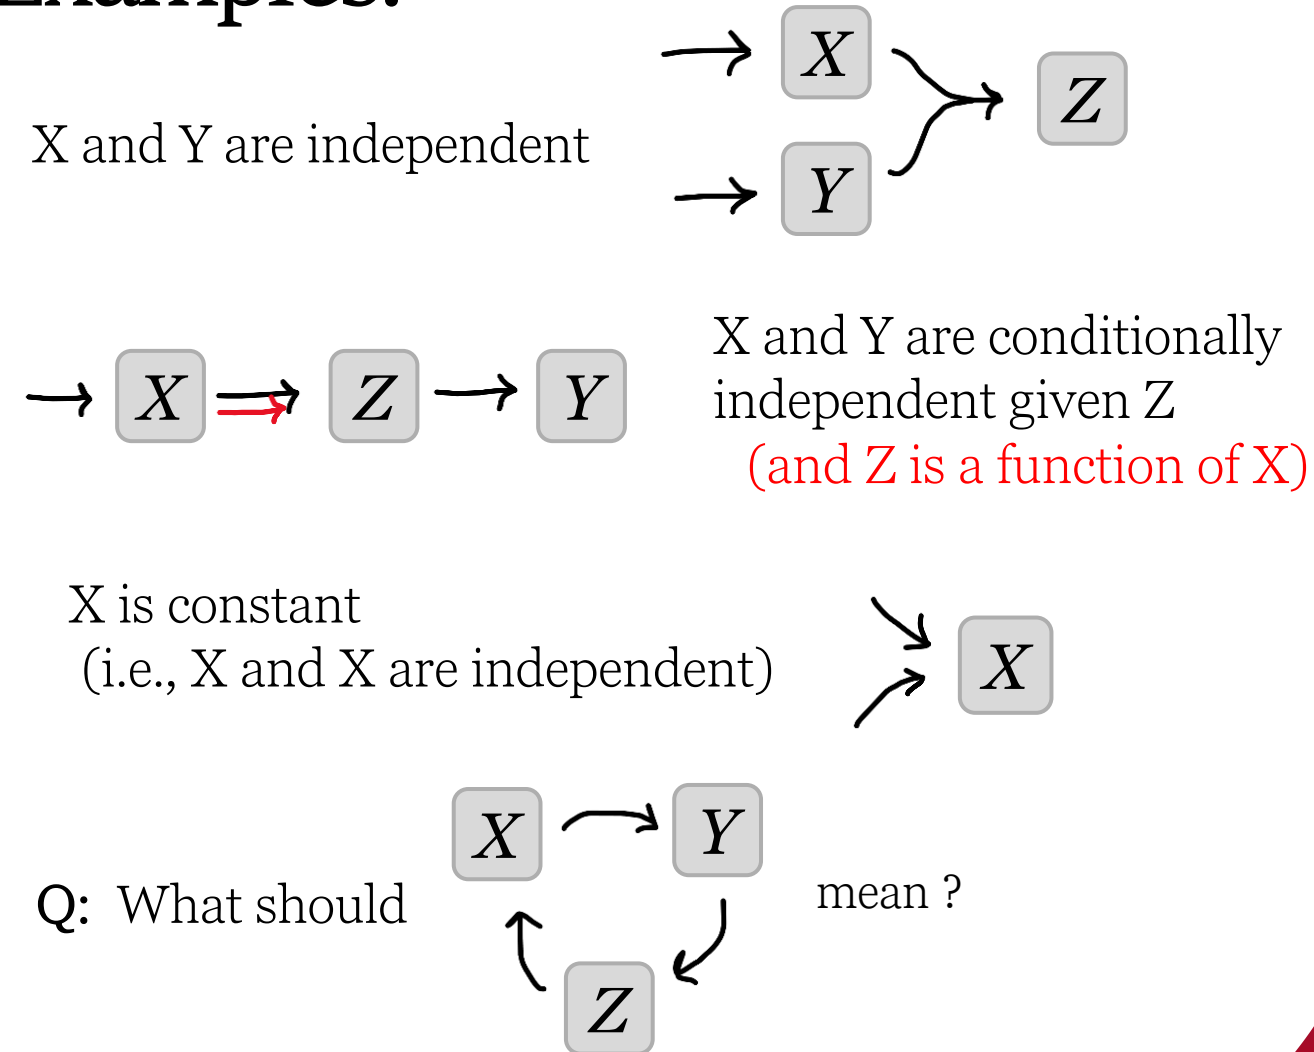 Examples:
X
Z
X and Y are independent
Y
X and Y are conditionally
X Z Y
independent given Z
(and Z is a function of X)
X is constant
(i.e., X and X are independent)
X
X Y
Q: What should mean ?
Z